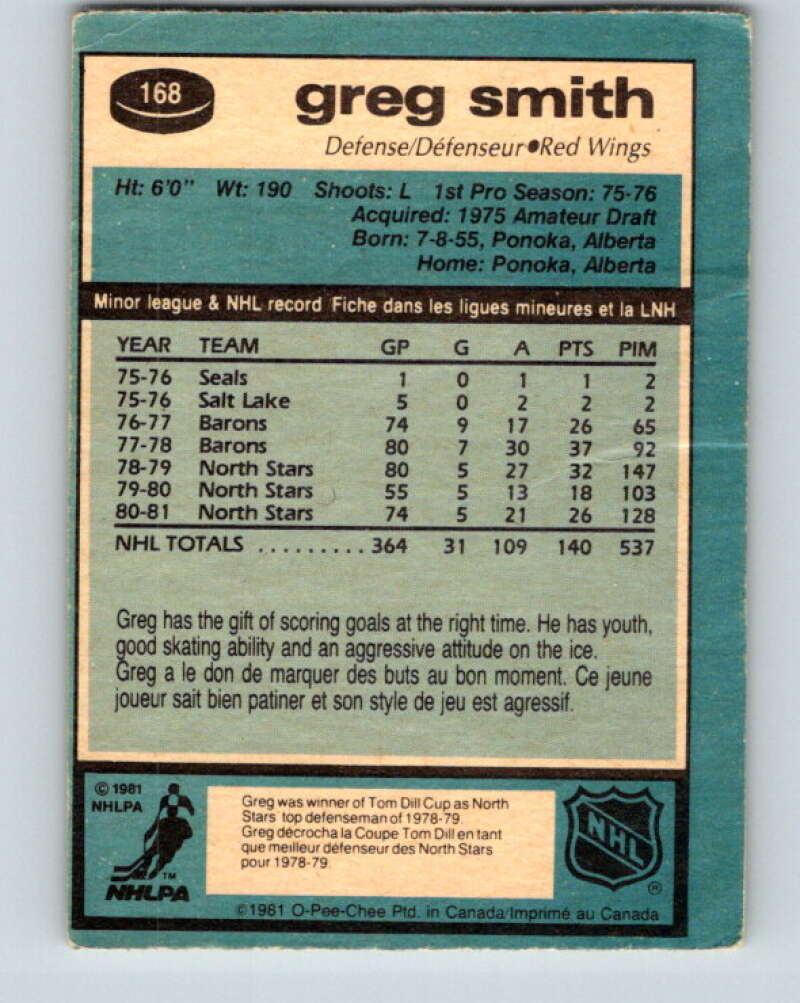 168
greg smith
Defense/Défenseur●Red Wings
Ht: 6'0" Wt: 190 Shoots: L 1st Pro Season: 75-76
Acquired: 1975 Amateur Draft
Born: 7-8-55, Ponoka, Alberta
Home: Ponoka, Alberta
Minor league & NHL record Fiche dans les ligues mineures et la LNH
YEAR TEAM GP G A PTS PIM
75-76 Seals 1 0 1 1 2
75-76 Salt Lake 5 0 2 2 2
76-77 Barons 74 9 17 26 65
77-78 Barons 80 7 30 37 92
78-79 North Stars 80 5 27 32 147
79-80 North Stars 55 5 13 18 103
80-81 North Stars 74 5 21 26 128
NHL TOTALS ......... 364 31 109 140 537
Greg has the gift of scoring goals at the right time. He has youth,
good skating ability and an aggressive attitude on the ice.
Greg a le don de marquer des buts au bon moment. Ce jeune
joueur sait bien patiner et son style de jeu est agressif.
© 1981
NHLPA
TM
NHLPA
Greg was winner of Tom Dill Cup as North
Stars top defenseman of 1978-79.
Greg décrocha la Coupe Tom Dill en tant
que meilleur défenseur des North Stars
pour 1978-79.
NHL
®
©1981 O-Pee-Chee Ptd. in Canada/Imprimé au Canada